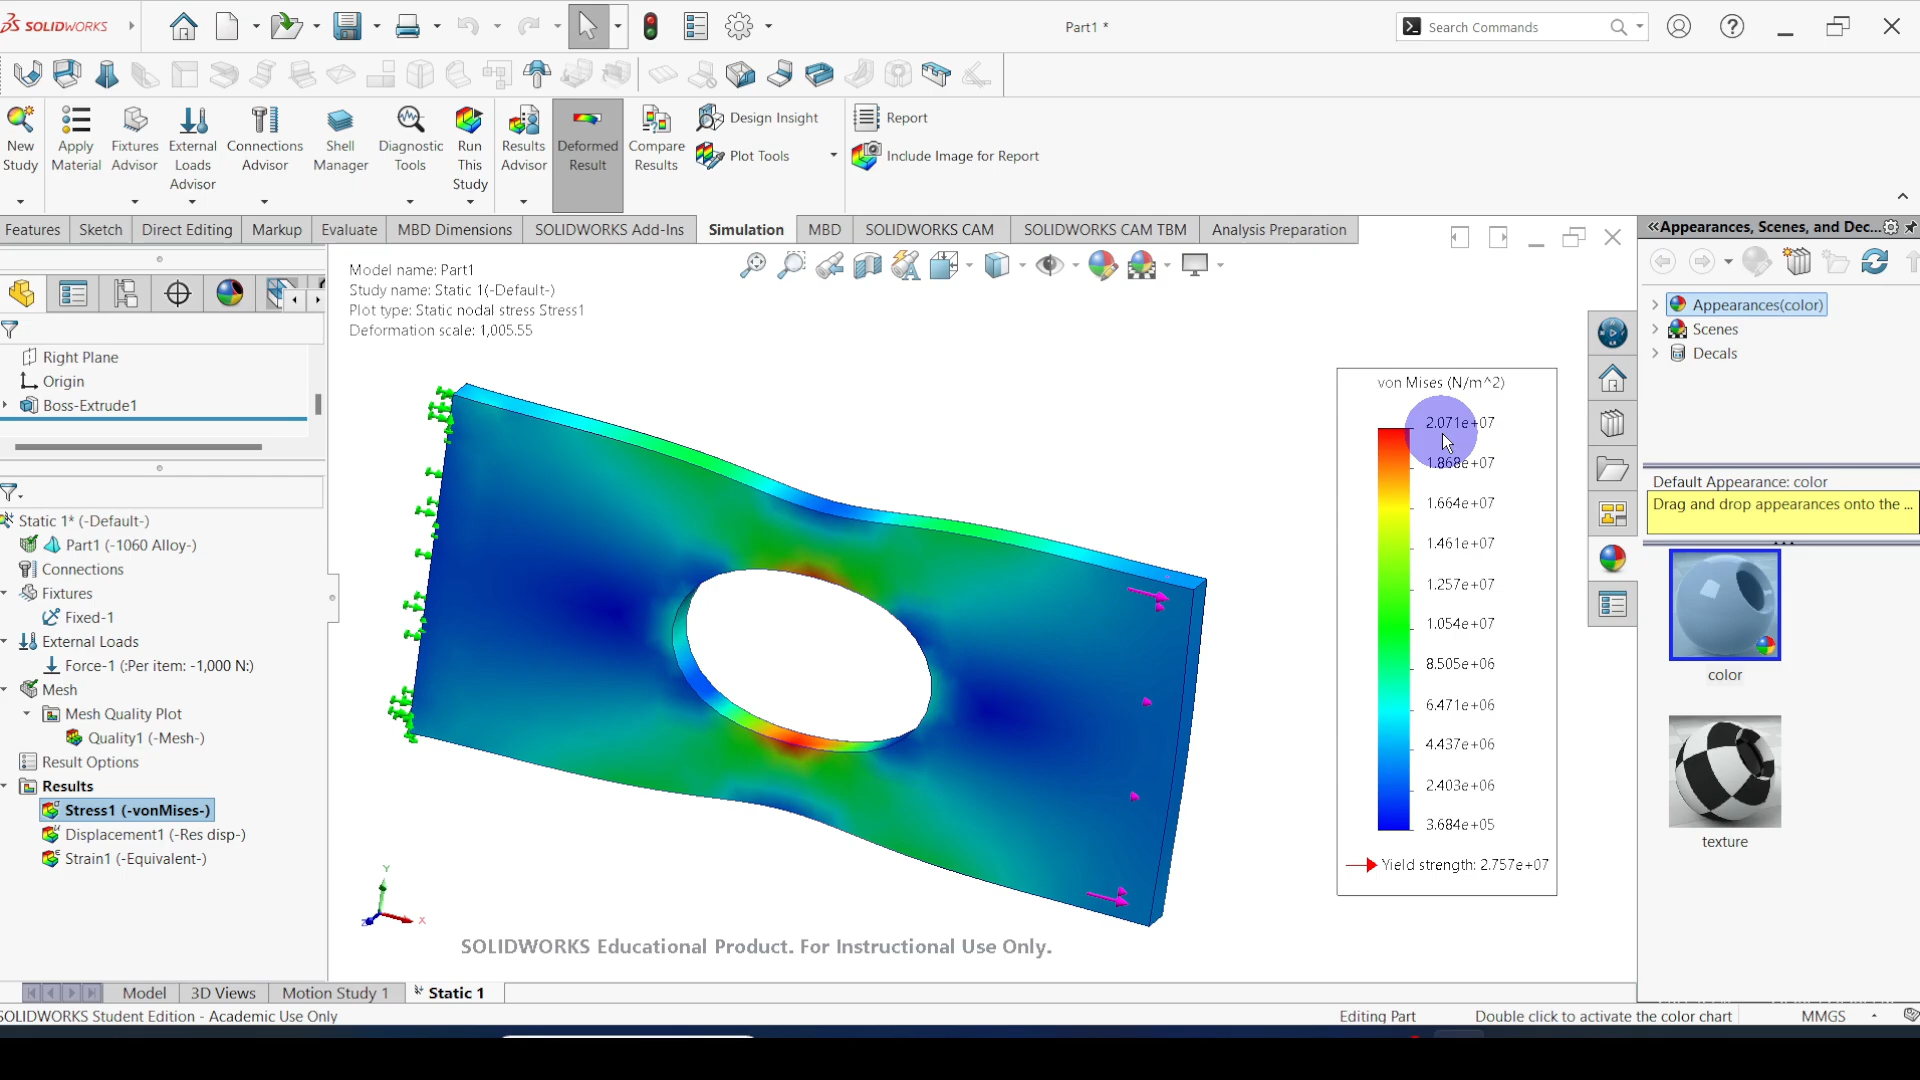 SOLIDWORKS
Part1 *
Search Commands
New Study
Apply Material
Fixtures Advisor
External Loads Advisor
Connections Advisor
Shell Manager
Diagnostic Tools
Run This Study
Results Advisor
Deformed Result
Compare Results
Design Insight
Plot Tools
Report
Include Image for Report
Features
Sketch
Direct Editing
Markup
Evaluate
MBD Dimensions
SOLIDWORKS Add-Ins
Simulation
MBD
SOLIDWORKS CAM
SOLIDWORKS CAM TBM
Analysis Preparation
Right Plane
Origin
Boss-Extrude1
Static 1* (-Default-)
Part1 (-1060 Alloy-)
Connections
Fixtures
Fixed-1
External Loads
Force-1 (:Per item: -1,000 N:)
Mesh
Mesh Quality Plot
Quality1 (-Mesh-)
Result Options
Results
Stress1 (-vonMises-)
Displacement1 (-Res disp-)
Strain1 (-Equivalent-)
Model name: Part1
Study name: Static 1(-Default-)
Plot type: Static nodal stress Stress1
Deformation scale: 1,005.55
von Mises (N/m^2)
2.071e+07
1.868e+07
1.664e+07
1.461e+07
1.257e+07
1.054e+07
8.505e+06
6.471e+06
4.437e+06
2.403e+06
3.684e+05
Yield strength: 2.757e+07
Y
X
Z
SOLIDWORKS Educational Product. For Instructional Use Only.
Appearances, Scenes, and Dec...
Appearances(color)
Scenes
Decals
Default Appearance: color
Drag and drop appearances onto the ...
color
texture
Model
3D Views
Motion Study 1
Static 1
SOLIDWORKS Student Edition - Academic Use Only
Editing Part
Double click to activate the color chart
MMGS